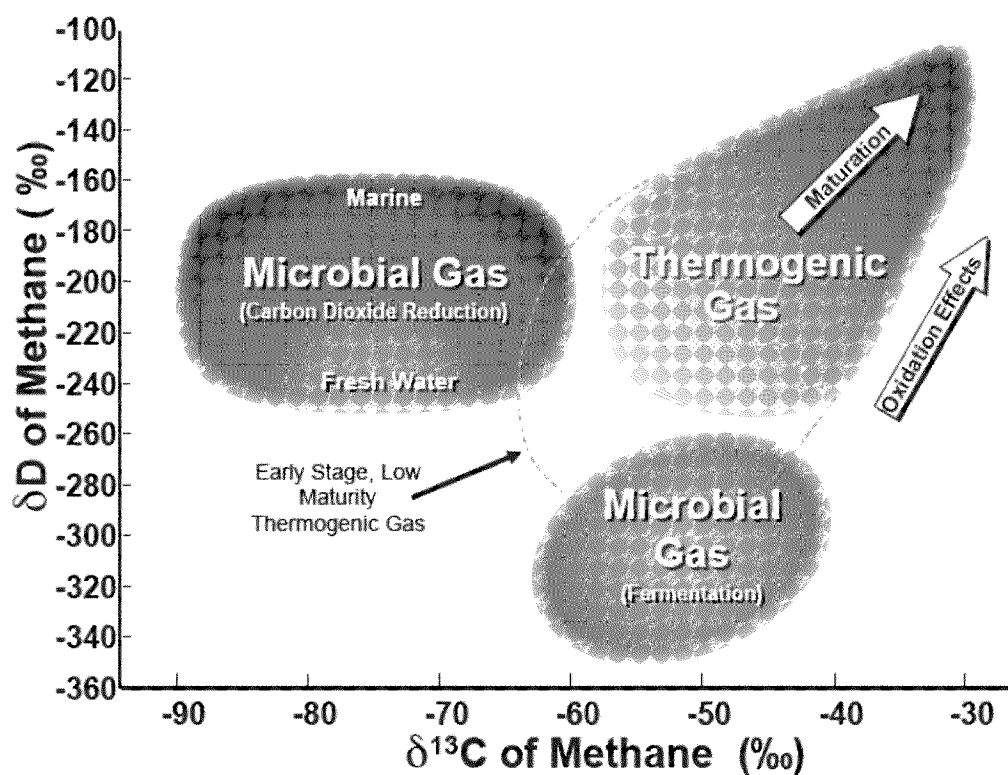 δD of Methane ( ‰)
-100
-120
-140
-160
-180
-200
-220
-240
-260
-280
-300
-320
-340
-360
Marine
Microbial Gas
(Carbon Dioxide Reduction)
Fresh Water
Thermogenic
Gas
Maturation
Oxidation Effects
Early Stage, Low
Maturity
Thermogenic Gas
Microbial
Gas
(Fermentation)
-90 -80 -70 -60 -50 -40 -30
δ¹³C of Methane (‰)